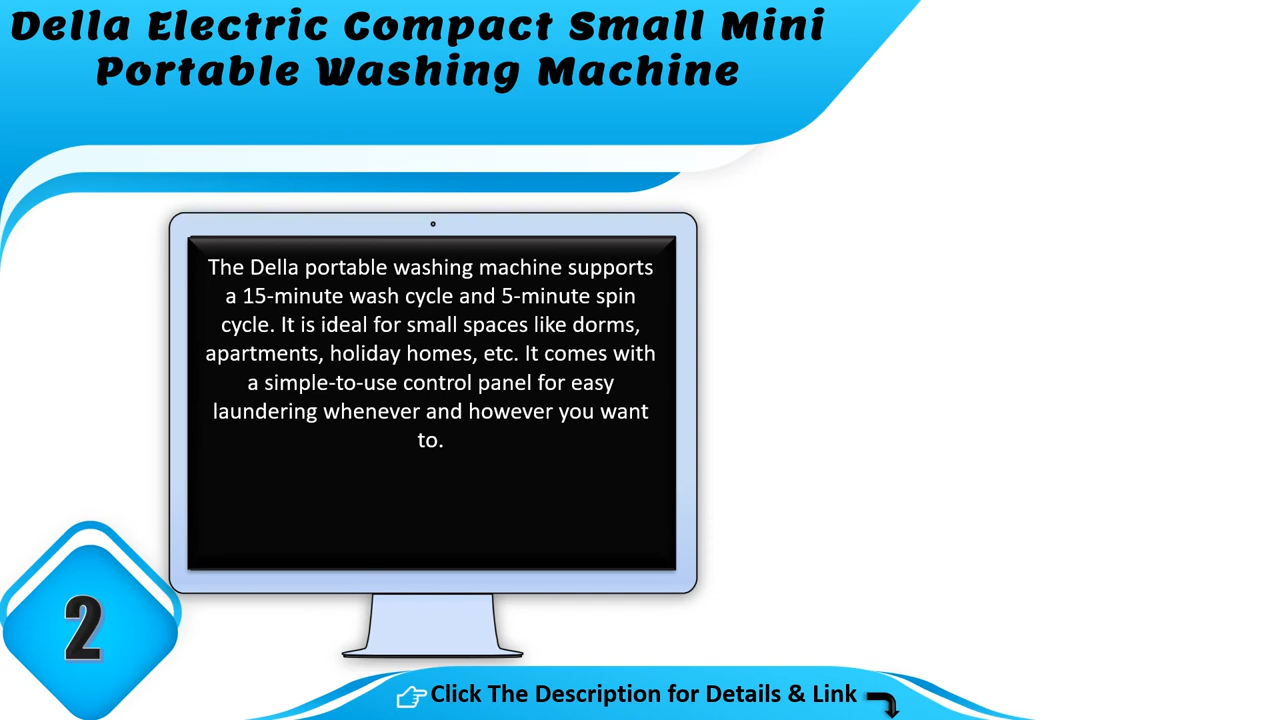 Della Electric Compact Small Mini
Portable Washing Machine
The Della portable washing machine supports
a 15-minute wash cycle and 5-minute spin
cycle. It is ideal for small spaces like dorms,
apartments, holiday homes, etc. It comes with
a simple-to-use control panel for easy
laundering whenever and however you want
to.
2
Click The Description for Details & Link